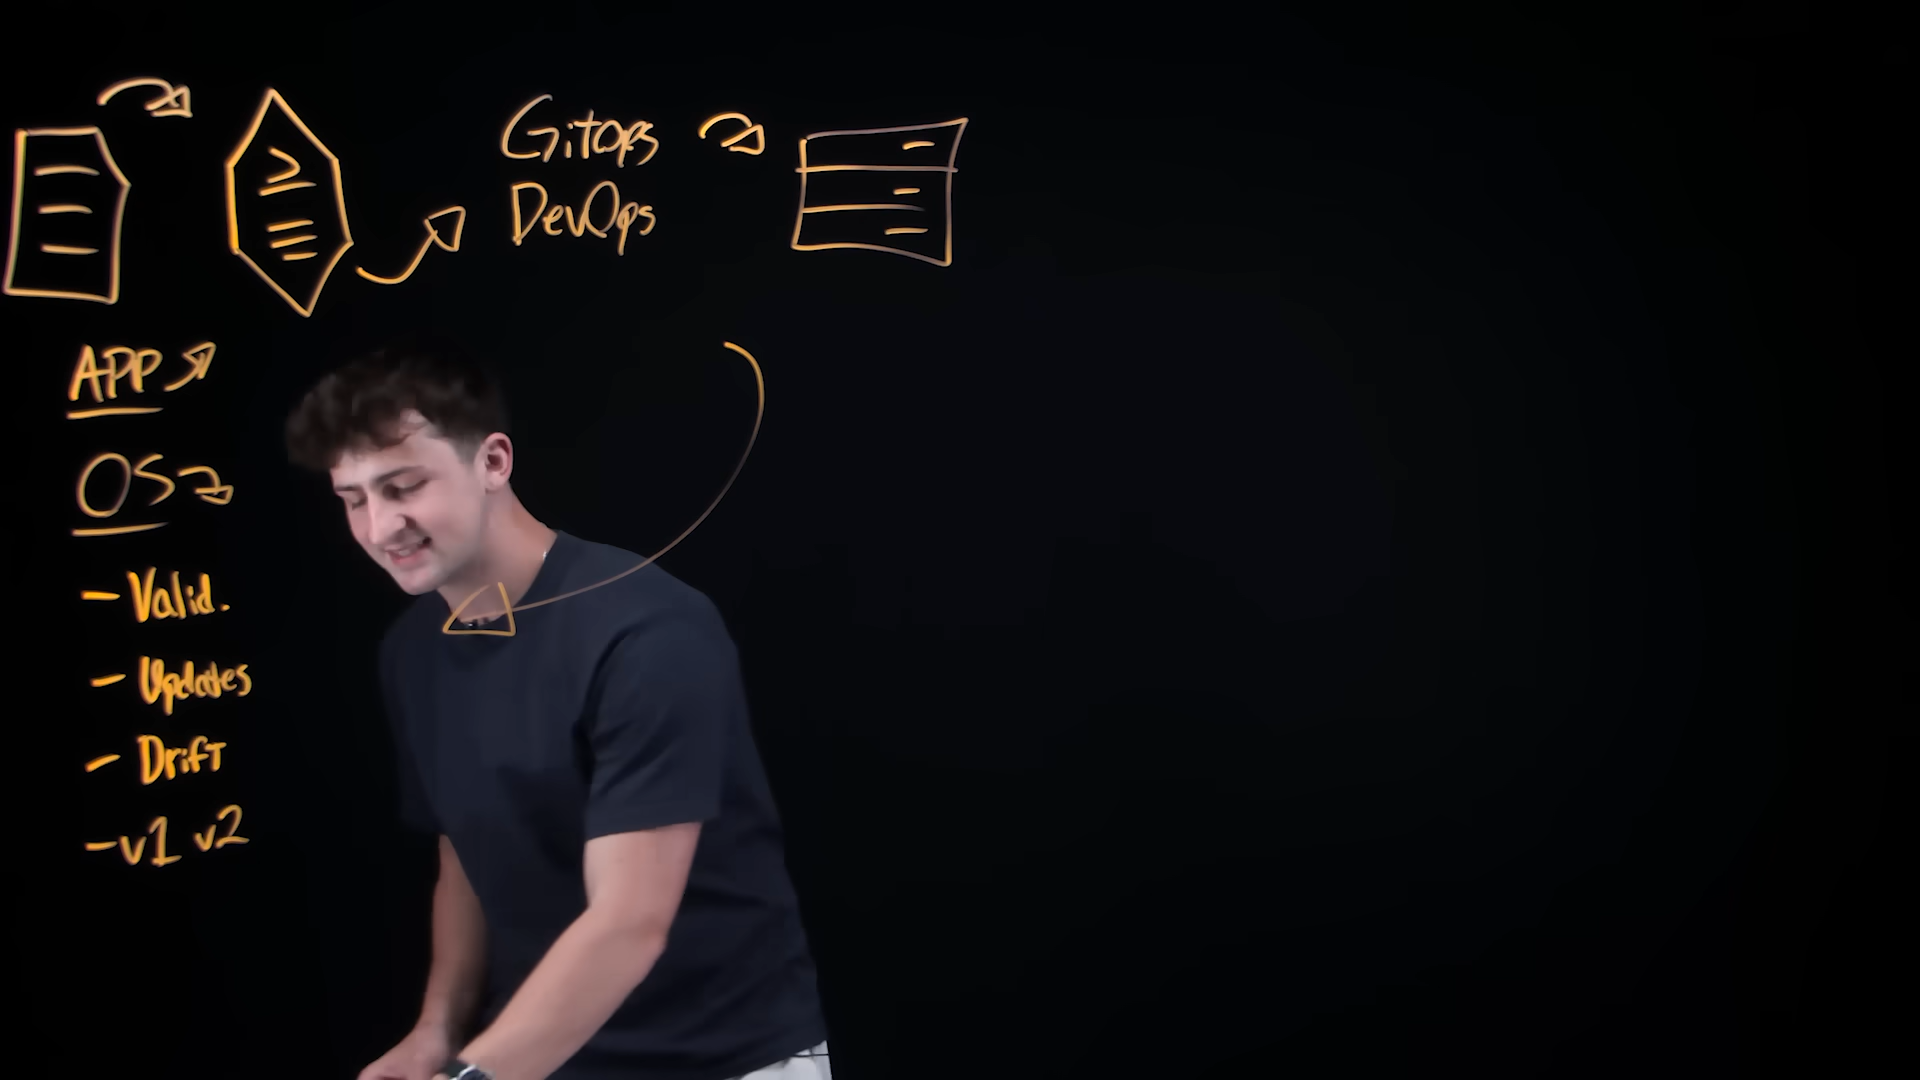 GitOps
DevOps
APP
OS
- Valid.
- Updates
- Drift
- v1 v2